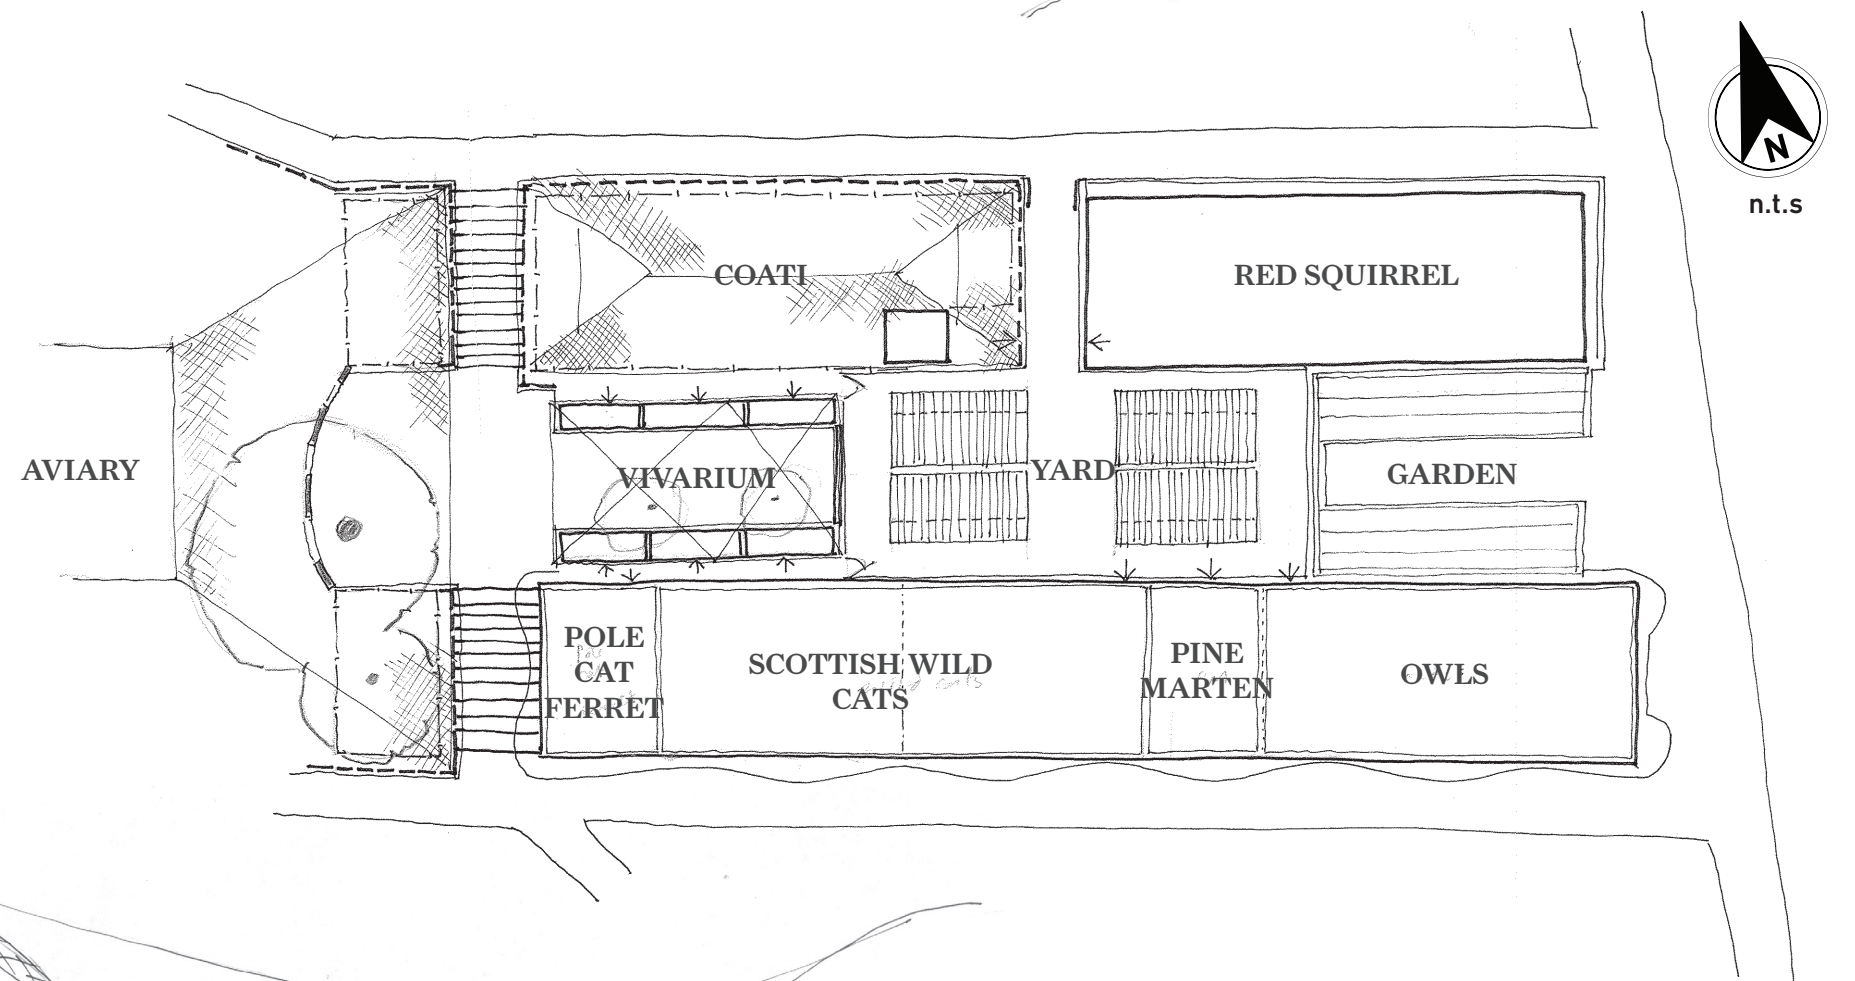 N
n.t.s
COATI
RED SQUIRREL
AVIARY
VIVARIUM
YARD
GARDEN
POLE
CAT
FERRET
SCOTTISH WILD
CATS
PINE
MARTEN
OWLS